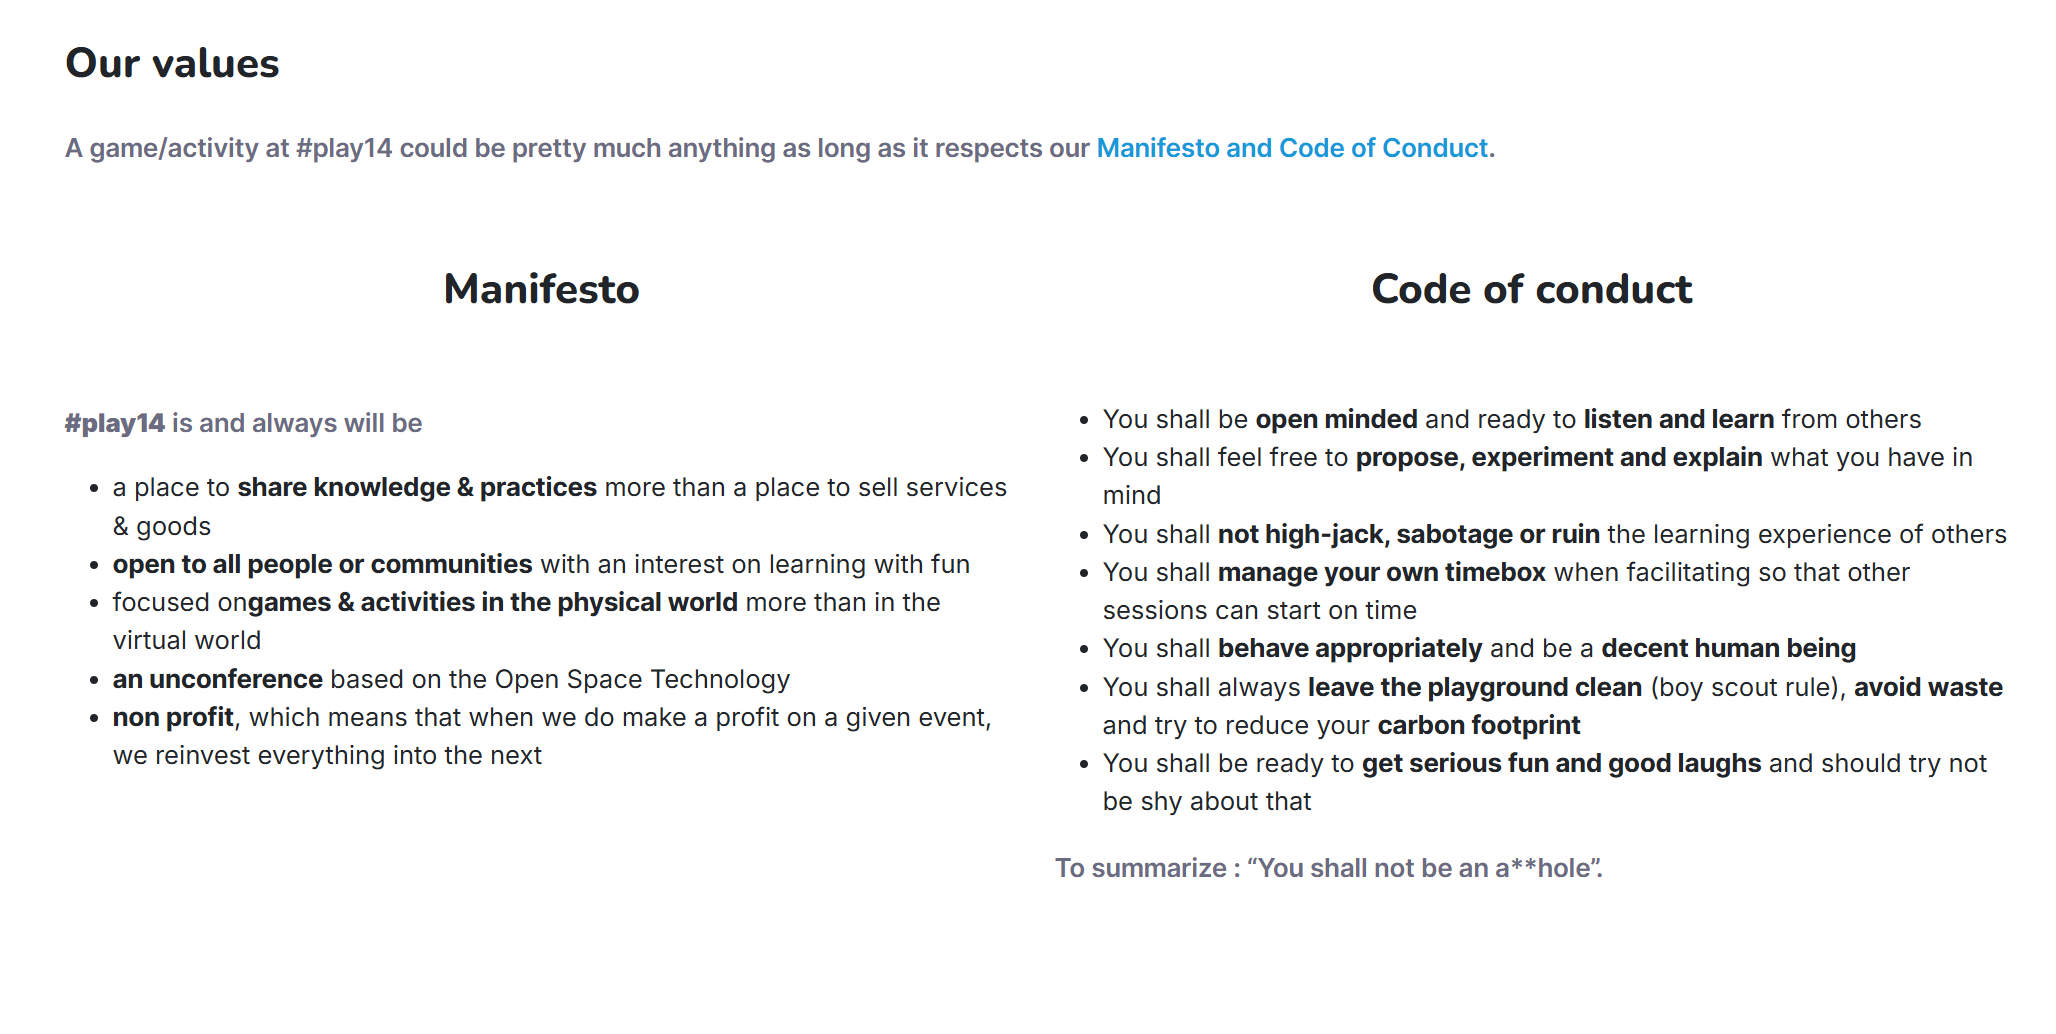 Our values
A game/activity at #play14 could be pretty much anything as long as it respects our Manifesto and Code of Conduct.
Manifesto
#play14 is and always will be
a place to share knowledge & practices more than a place to sell services
& goods
open to all people or communities with an interest on learning with fun
focused ongames & activities in the physical world more than in the
virtual world
an unconference based on the Open Space Technology
non profit, which means that when we do make a profit on a given event,
we reinvest everything into the next
Code of conduct
You shall be open minded and ready to listen and learn from others
You shall feel free to propose, experiment and explain what you have in
mind
You shall not high-jack, sabotage or ruin the learning experience of others
You shall manage your own timebox when facilitating so that other
sessions can start on time
You shall behave appropriately and be a decent human being
You shall always leave the playground clean (boy scout rule), avoid waste
and try to reduce your carbon footprint
You shall be ready to get serious fun and good laughs and should try not
be shy about that
To summarize : “You shall not be an a**hole”.